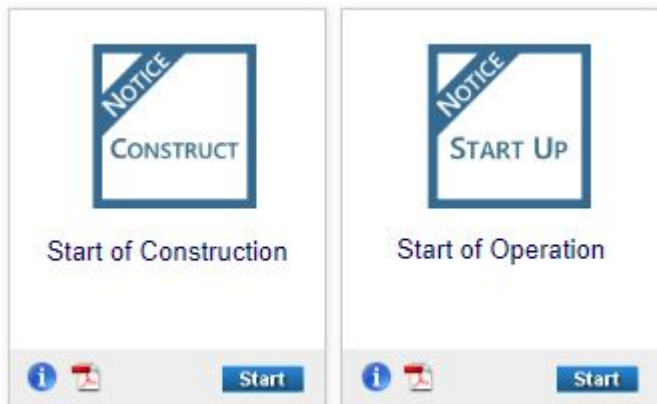 NOTICE
CONSTRUCT
Start of Construction
Start
NOTICE
START UP
Start of Operation
Start